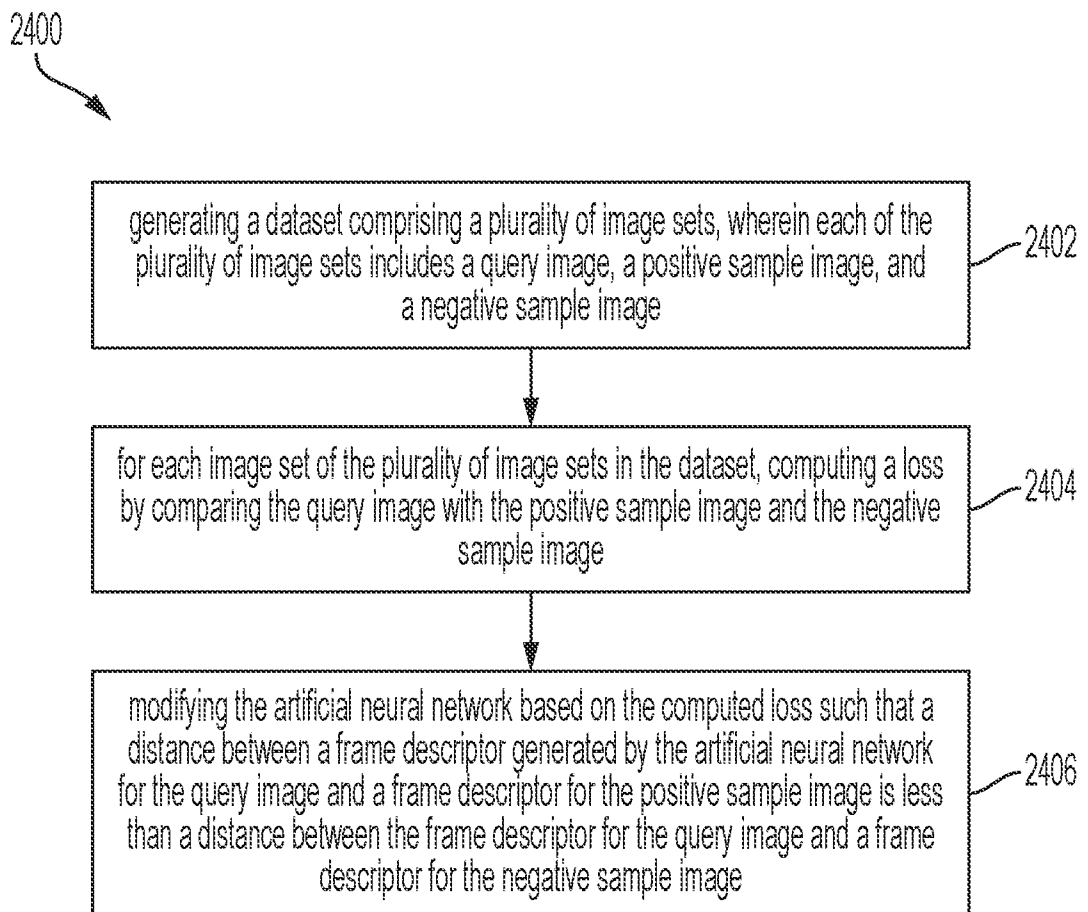 2400
generating a dataset comprising a plurality of image sets, wherein each of the
plurality of image sets includes a query image, a positive sample image, and
a negative sample image
2402
for each image set of the plurality of image sets in the dataset, computing a loss
by comparing the query image with the positive sample image and the negative
sample image
2404
modifying the artificial neural network based on the computed loss such that a
distance between a frame descriptor generated by the artificial neural network
for the query image and a frame descriptor for the positive sample image is less
than a distance between the frame descriptor for the query image and a frame
descriptor for the negative sample image
2406